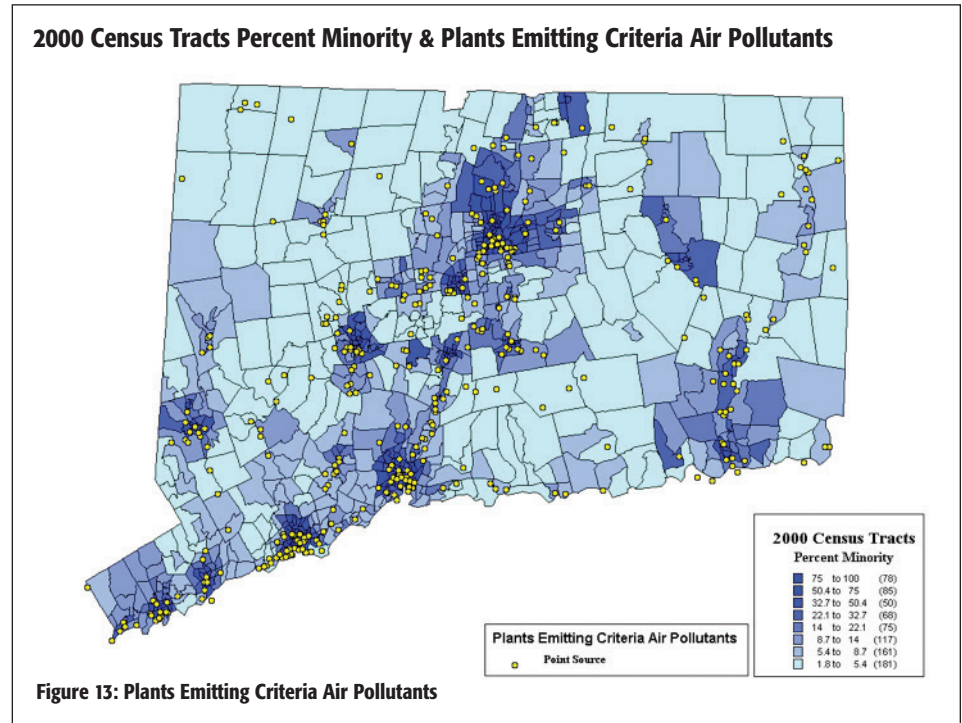 2000 Census Tracts Percent Minority & Plants Emitting Criteria Air Pollutants
2000 Census Tracts
Percent Minority
75 to 100 (78)
50.4 to 75 (85)
32.7 to 50.4 (50)
22.1 to 32.7 (68)
14 to 22.1 (75)
8.7 to 14 (117)
5.4 to 8.7 (161)
1.8 to 5.4 (181)
Plants Emitting Criteria Air Pollutants
Point Source
Figure 13: Plants Emitting Criteria Air Pollutants